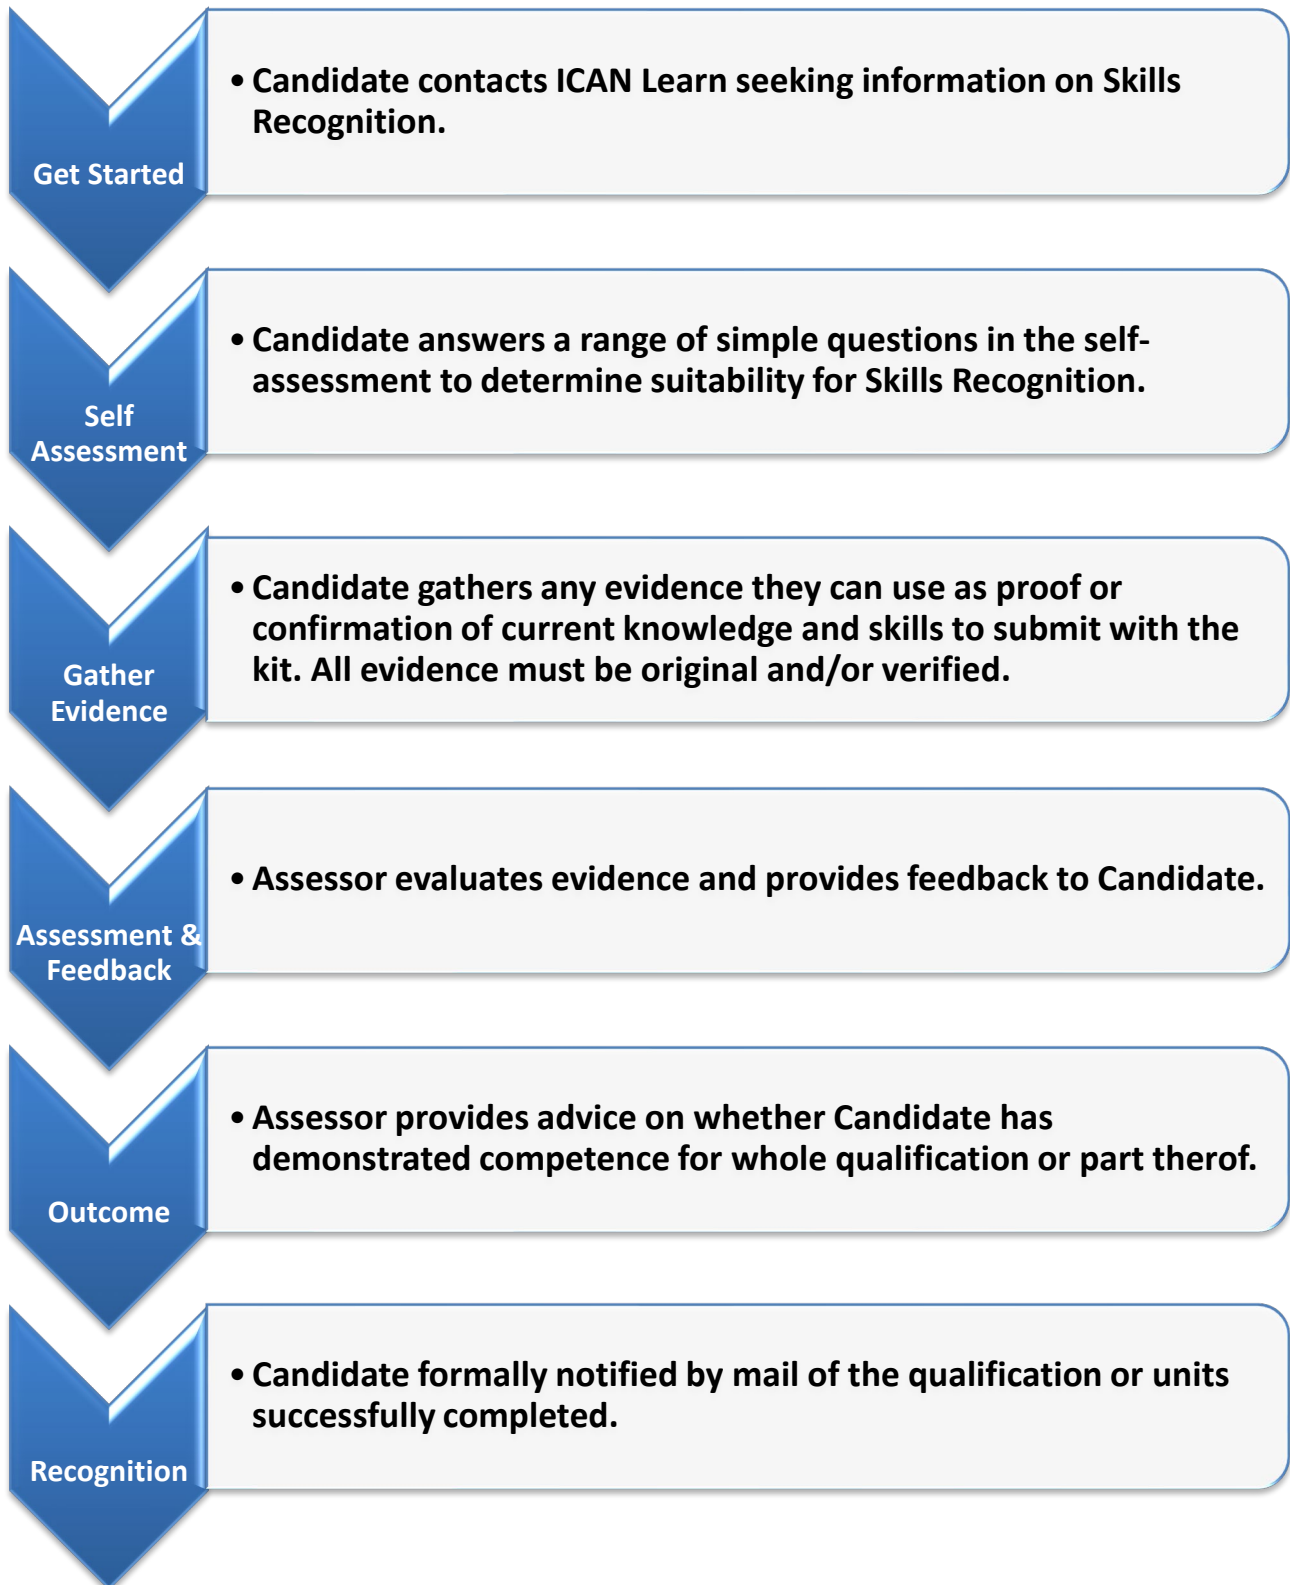 Get Started
• Candidate contacts ICAN Learn seeking information on Skills
Recognition.
Self
Assessment
• Candidate answers a range of simple questions in the self-
assessment to determine suitability for Skills Recognition.
Gather
Evidence
• Candidate gathers any evidence they can use as proof or
confirmation of current knowledge and skills to submit with the
kit. All evidence must be original and/or verified.
Assessment &
Feedback
• Assessor evaluates evidence and provides feedback to Candidate.
Outcome
• Assessor provides advice on whether Candidate has
demonstrated competence for whole qualification or part therof.
Recognition
• Candidate formally notified by mail of the qualification or units
successfully completed.